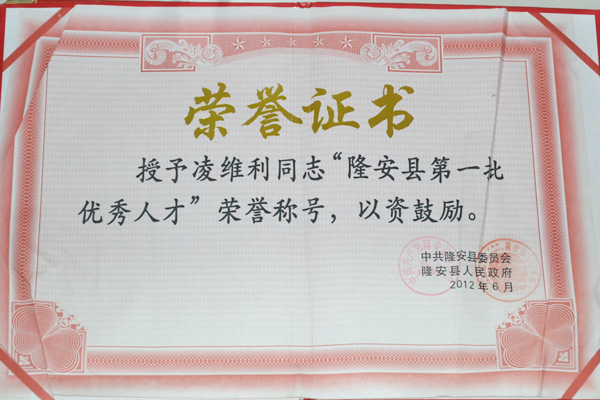 荣誉证书
授予凌维利同志“隆安县第一批
优秀人才”荣誉称号，以资鼓励。
中共隆安县委员会
隆安县人民政府
2012年6月